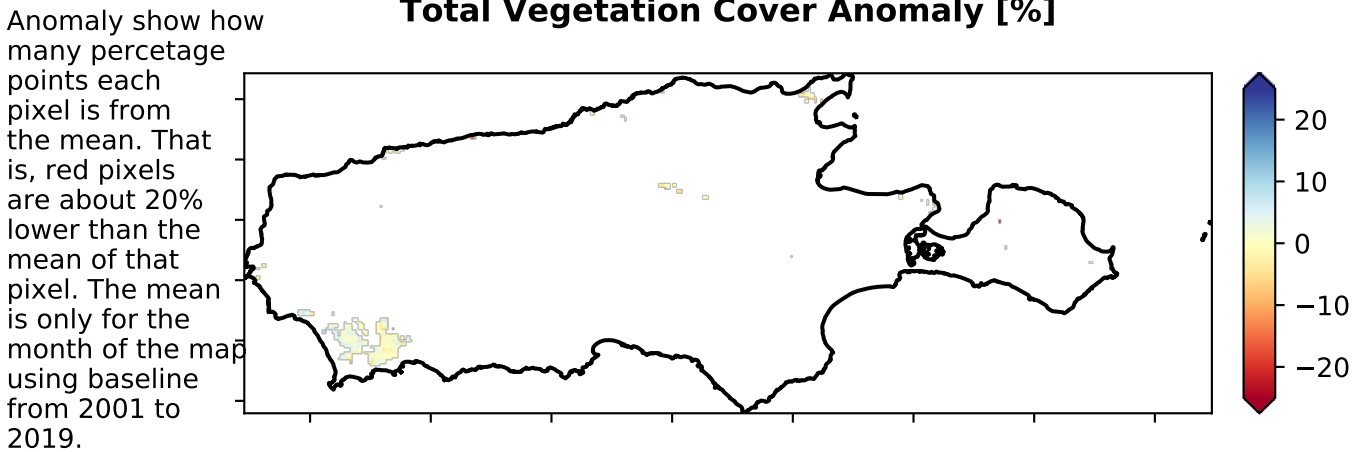 Total Vegetation Cover Anomaly [%]
Anomaly show how
many percetage
points each
pixel is from
the mean. That
is, red pixels
are about 20%
lower than the
mean of that
pixel. The mean
is only for the
month of the map
using baseline
from 2001 to
2019.
20
10
0
−10
−20